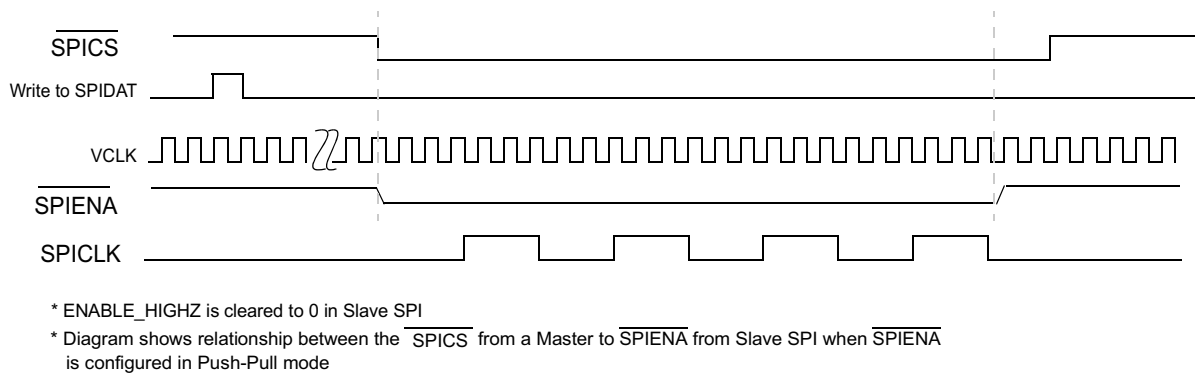 SPICS
Write to SPIDAT
VCLK
SPIENA
SPICLK
* ENABLE_HIGHZ is cleared to 0 in Slave SPI
* Diagram shows relationship between the SPICS from a Master to SPIENA from Slave SPI when SPIENA
is configured in Push-Pull mode